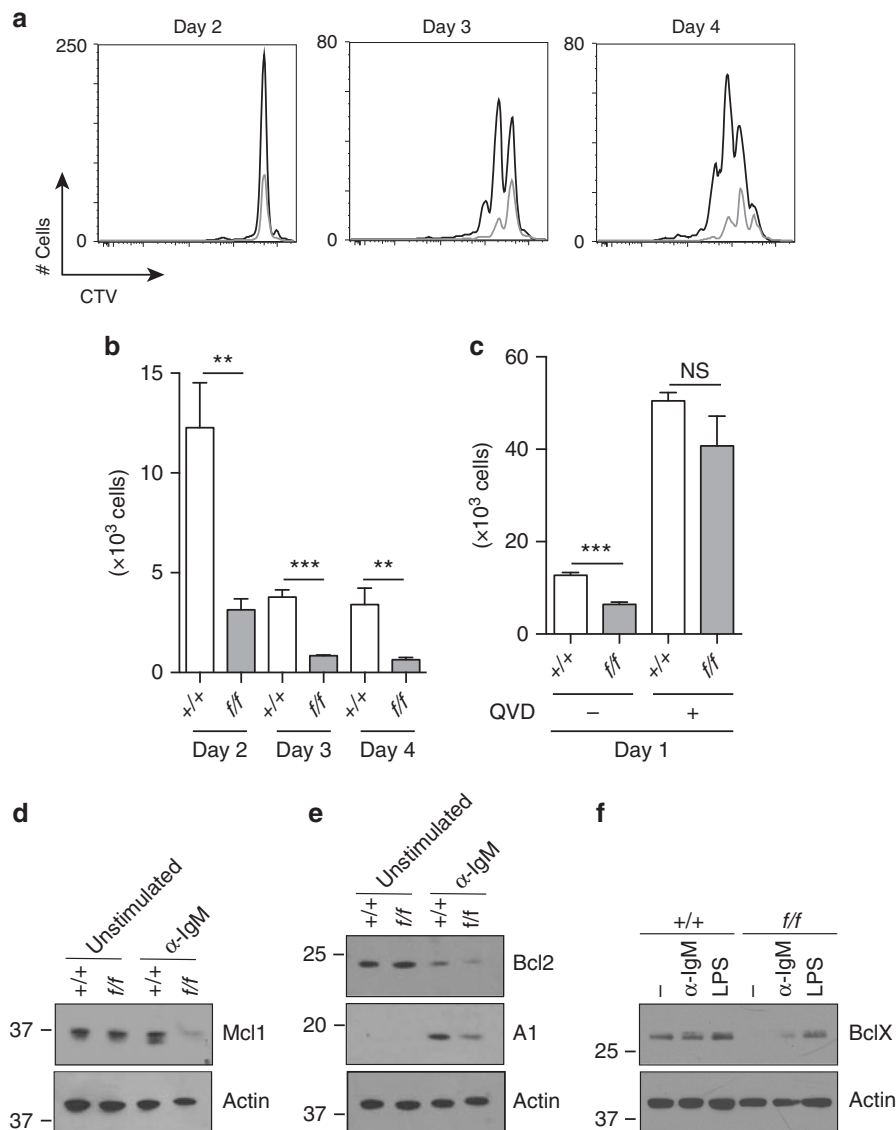 a
Day 2
Day 3
Day 4
250
0
80
0
80
0
# Cells
CTV
b
15
10
5
0
(×10³ cells)
**
***
**
+/+
f/f
+/+
f/f
+/+
f/f
Day 2
Day 3
Day 4
c
60
40
20
0
(×10³ cells)
***
NS
+/+
f/f
+/+
f/f
QVD
–
+
Day 1
d
Unstimulated
α-IgM
+/+
f/f
+/+
f/f
37
Mcl1
37
Actin
e
Unstimulated
α-IgM
+/+
f/f
+/+
f/f
25
Bcl2
20
A1
37
Actin
f
+/+
f/f
–
α-IgM
LPS
–
α-IgM
LPS
25
BclX
37
Actin